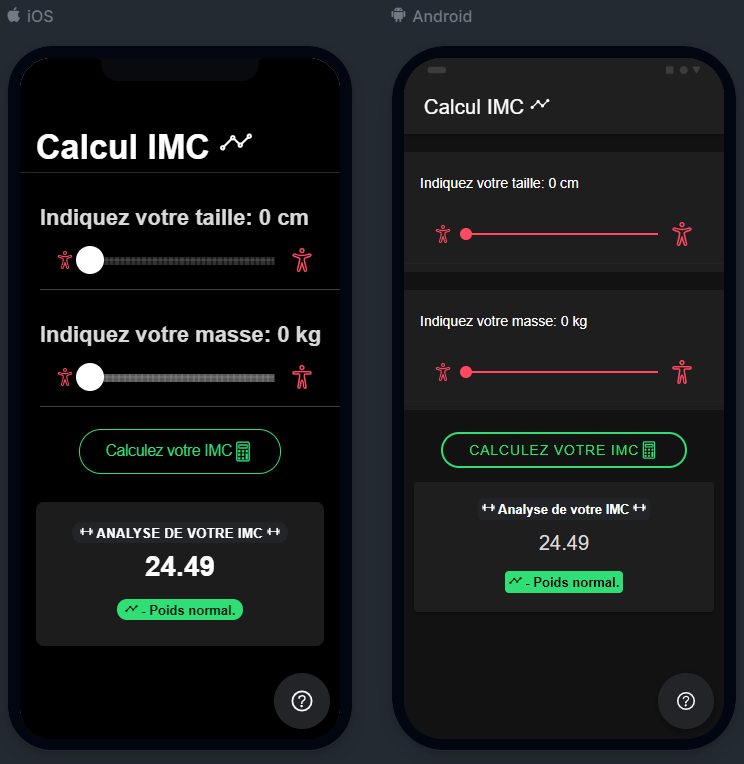 iOS
Calcul IMC
Indiquez votre taille: 0 cm
Indiquez votre masse: 0 kg
Calculez votre IMC
ANALYSE DE VOTRE IMC
24.49
- Poids normal.
Android
Calcul IMC
Indiquez votre taille: 0 cm
Indiquez votre masse: 0 kg
CALCULEZ VOTRE IMC
Analyse de votre IMC
24.49
- Poids normal.